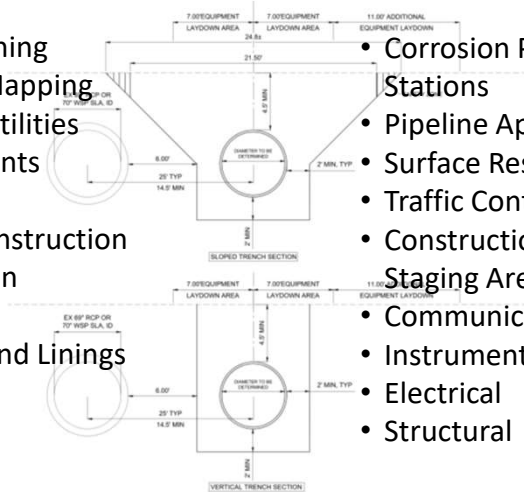 7.00'EQUIPMENT
LAYDOWN AREA
7.00'EQUIPMENT
LAYDOWN AREA
11.00' ADDITIONAL
EQUIPMENT LAYDOWN
24.8±
21.50'
EX 69" RCP OR
70" WSP SLA, ID
4.5' MIN
DIAMETER TO BE
DETERMINED
6.00'
2' MIN, TYP
25' TYP
14.5' MIN
2' MIN
SLOPED TRENCH SECTION
7.00'EQUIPMENT
LAYDOWN AREA
7.00'EQUIPMENT
LAYDOWN AREA
11.00' ADDITIONAL
EQUIPMENT LAYDOWN
EX 69" RCP OR
70" WSP SLA, ID
4.5' MIN
DIAMETER TO BE
DETERMINED
6.00'
2' MIN, TYP
25' TYP
14.5' MIN
2' MIN
VERTICAL TRENCH SECTION
ning
Mapping
tilities
nts
nstruction
n
nd Linings
• Corrosion P
Stations
• Pipeline Ap
• Surface Res
• Traffic Cont
• Constructio
Staging Are
• Communic
• Instrument
• Electrical
• Structural